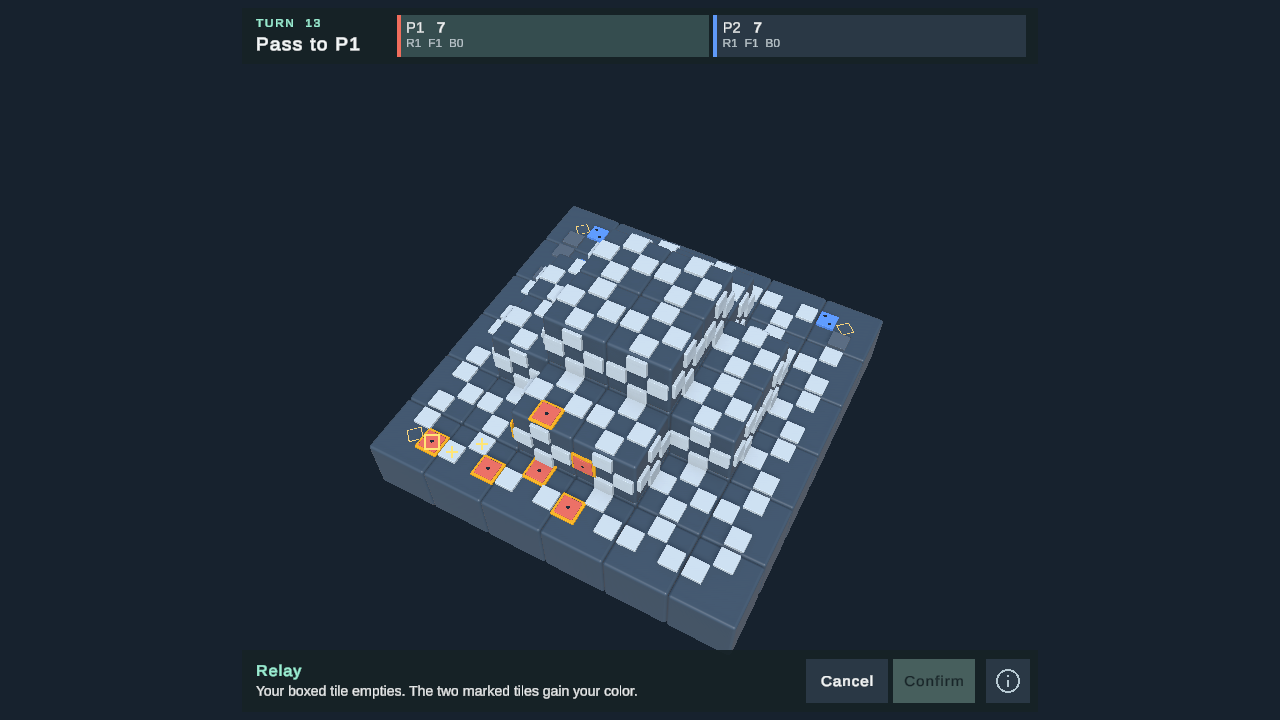 TURN 13
Pass to P1
P1 7
R1 F1 B0
P2 7
R1 F1 B0
Relay
Your boxed tile empties. The two marked tiles gain your color.
Cancel
Confirm